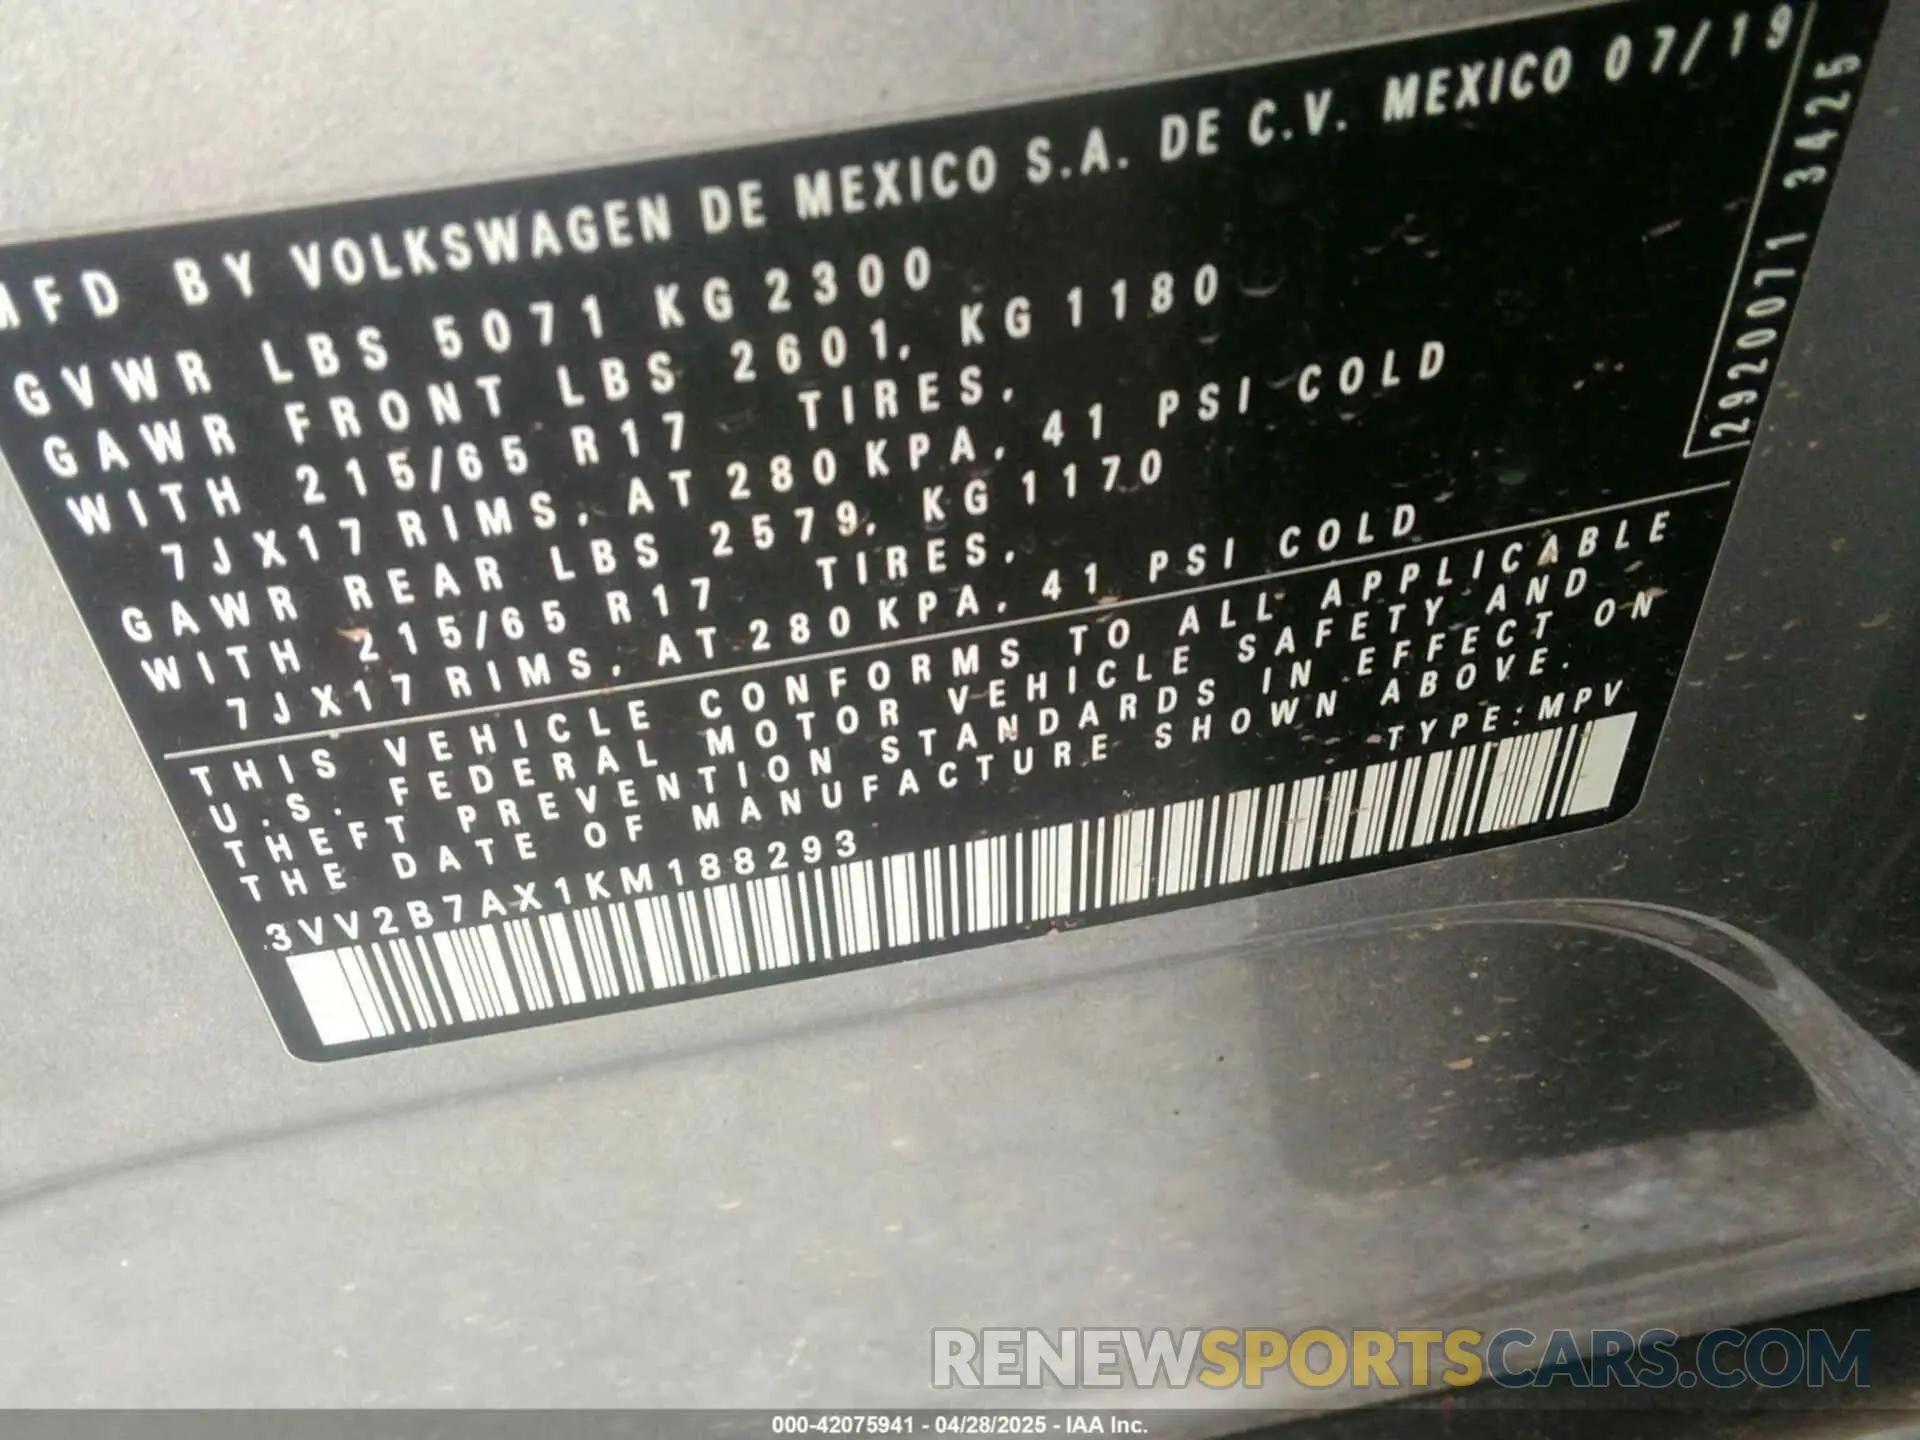 MFD BY VOLKSWAGEN DE MEXICO S.A. DE C.V. MEXICO 07/19
GVWR LBS 5071 KG 2300
GAWR FRONT LBS 2601, KG 1180
WITH 215/65 R17 TIRES,
7JX17 RIMS, AT 280 KPA, 41 PSI COLD
GAWR REAR LBS 2579, KG 1170
WITH 215/65 R17 TIRES,
7JX17 RIMS, AT 280 KPA, 41 PSI COLD
THIS VEHICLE CONFORMS TO ALL APPLICABLE
U.S. FEDERAL MOTOR VEHICLE SAFETY AND
THEFT PREVENTION STANDARDS IN EFFECT ON
THE DATE OF MANUFACTURE SHOWN ABOVE.
TYPE: MPV
3VV2B7AX1KM188293
2920071 3425
RENEWSPORTSCARS.COM
000-42075941 - 04/28/2025 - IAA Inc.